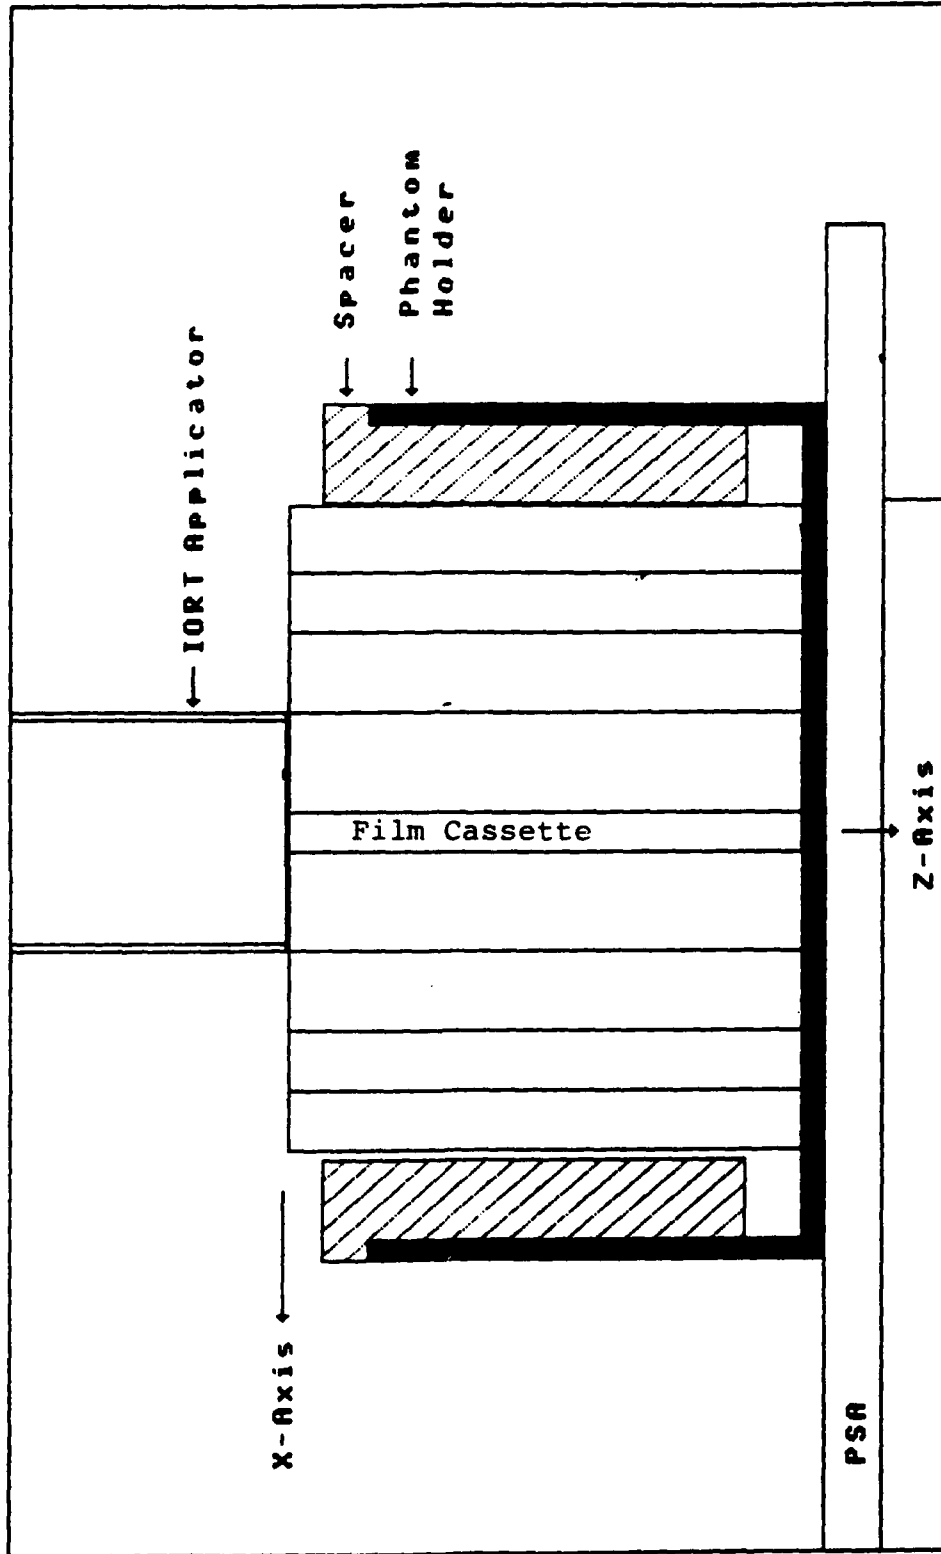 IORT Applicator
Spacer
Phantom
Holder
Film Cassette
X-Axis
Z-Axis
PSA